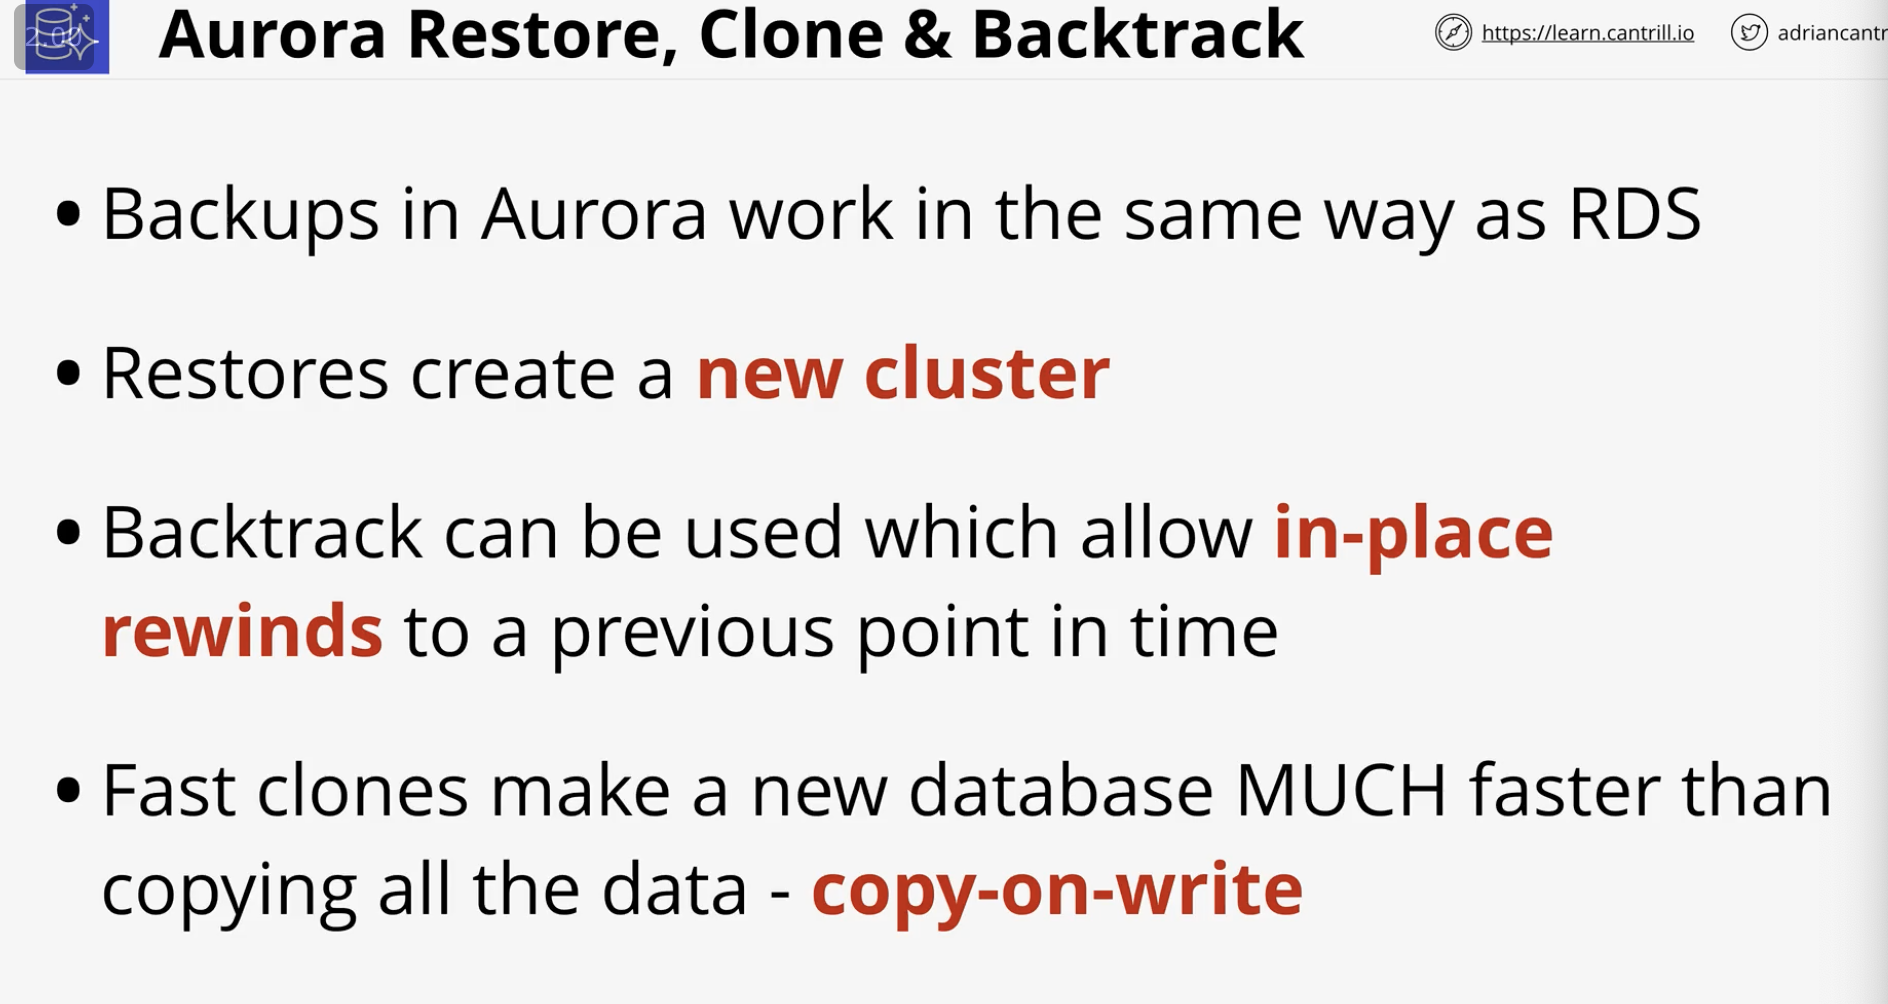 Aurora Restore, Clone & Backtrack
https://learn.cantrill.io
adriancantr
• Backups in Aurora work in the same way as RDS
• Restores create a new cluster
• Backtrack can be used which allow in-place
rewinds to a previous point in time
• Fast clones make a new database MUCH faster than
copying all the data - copy-on-write